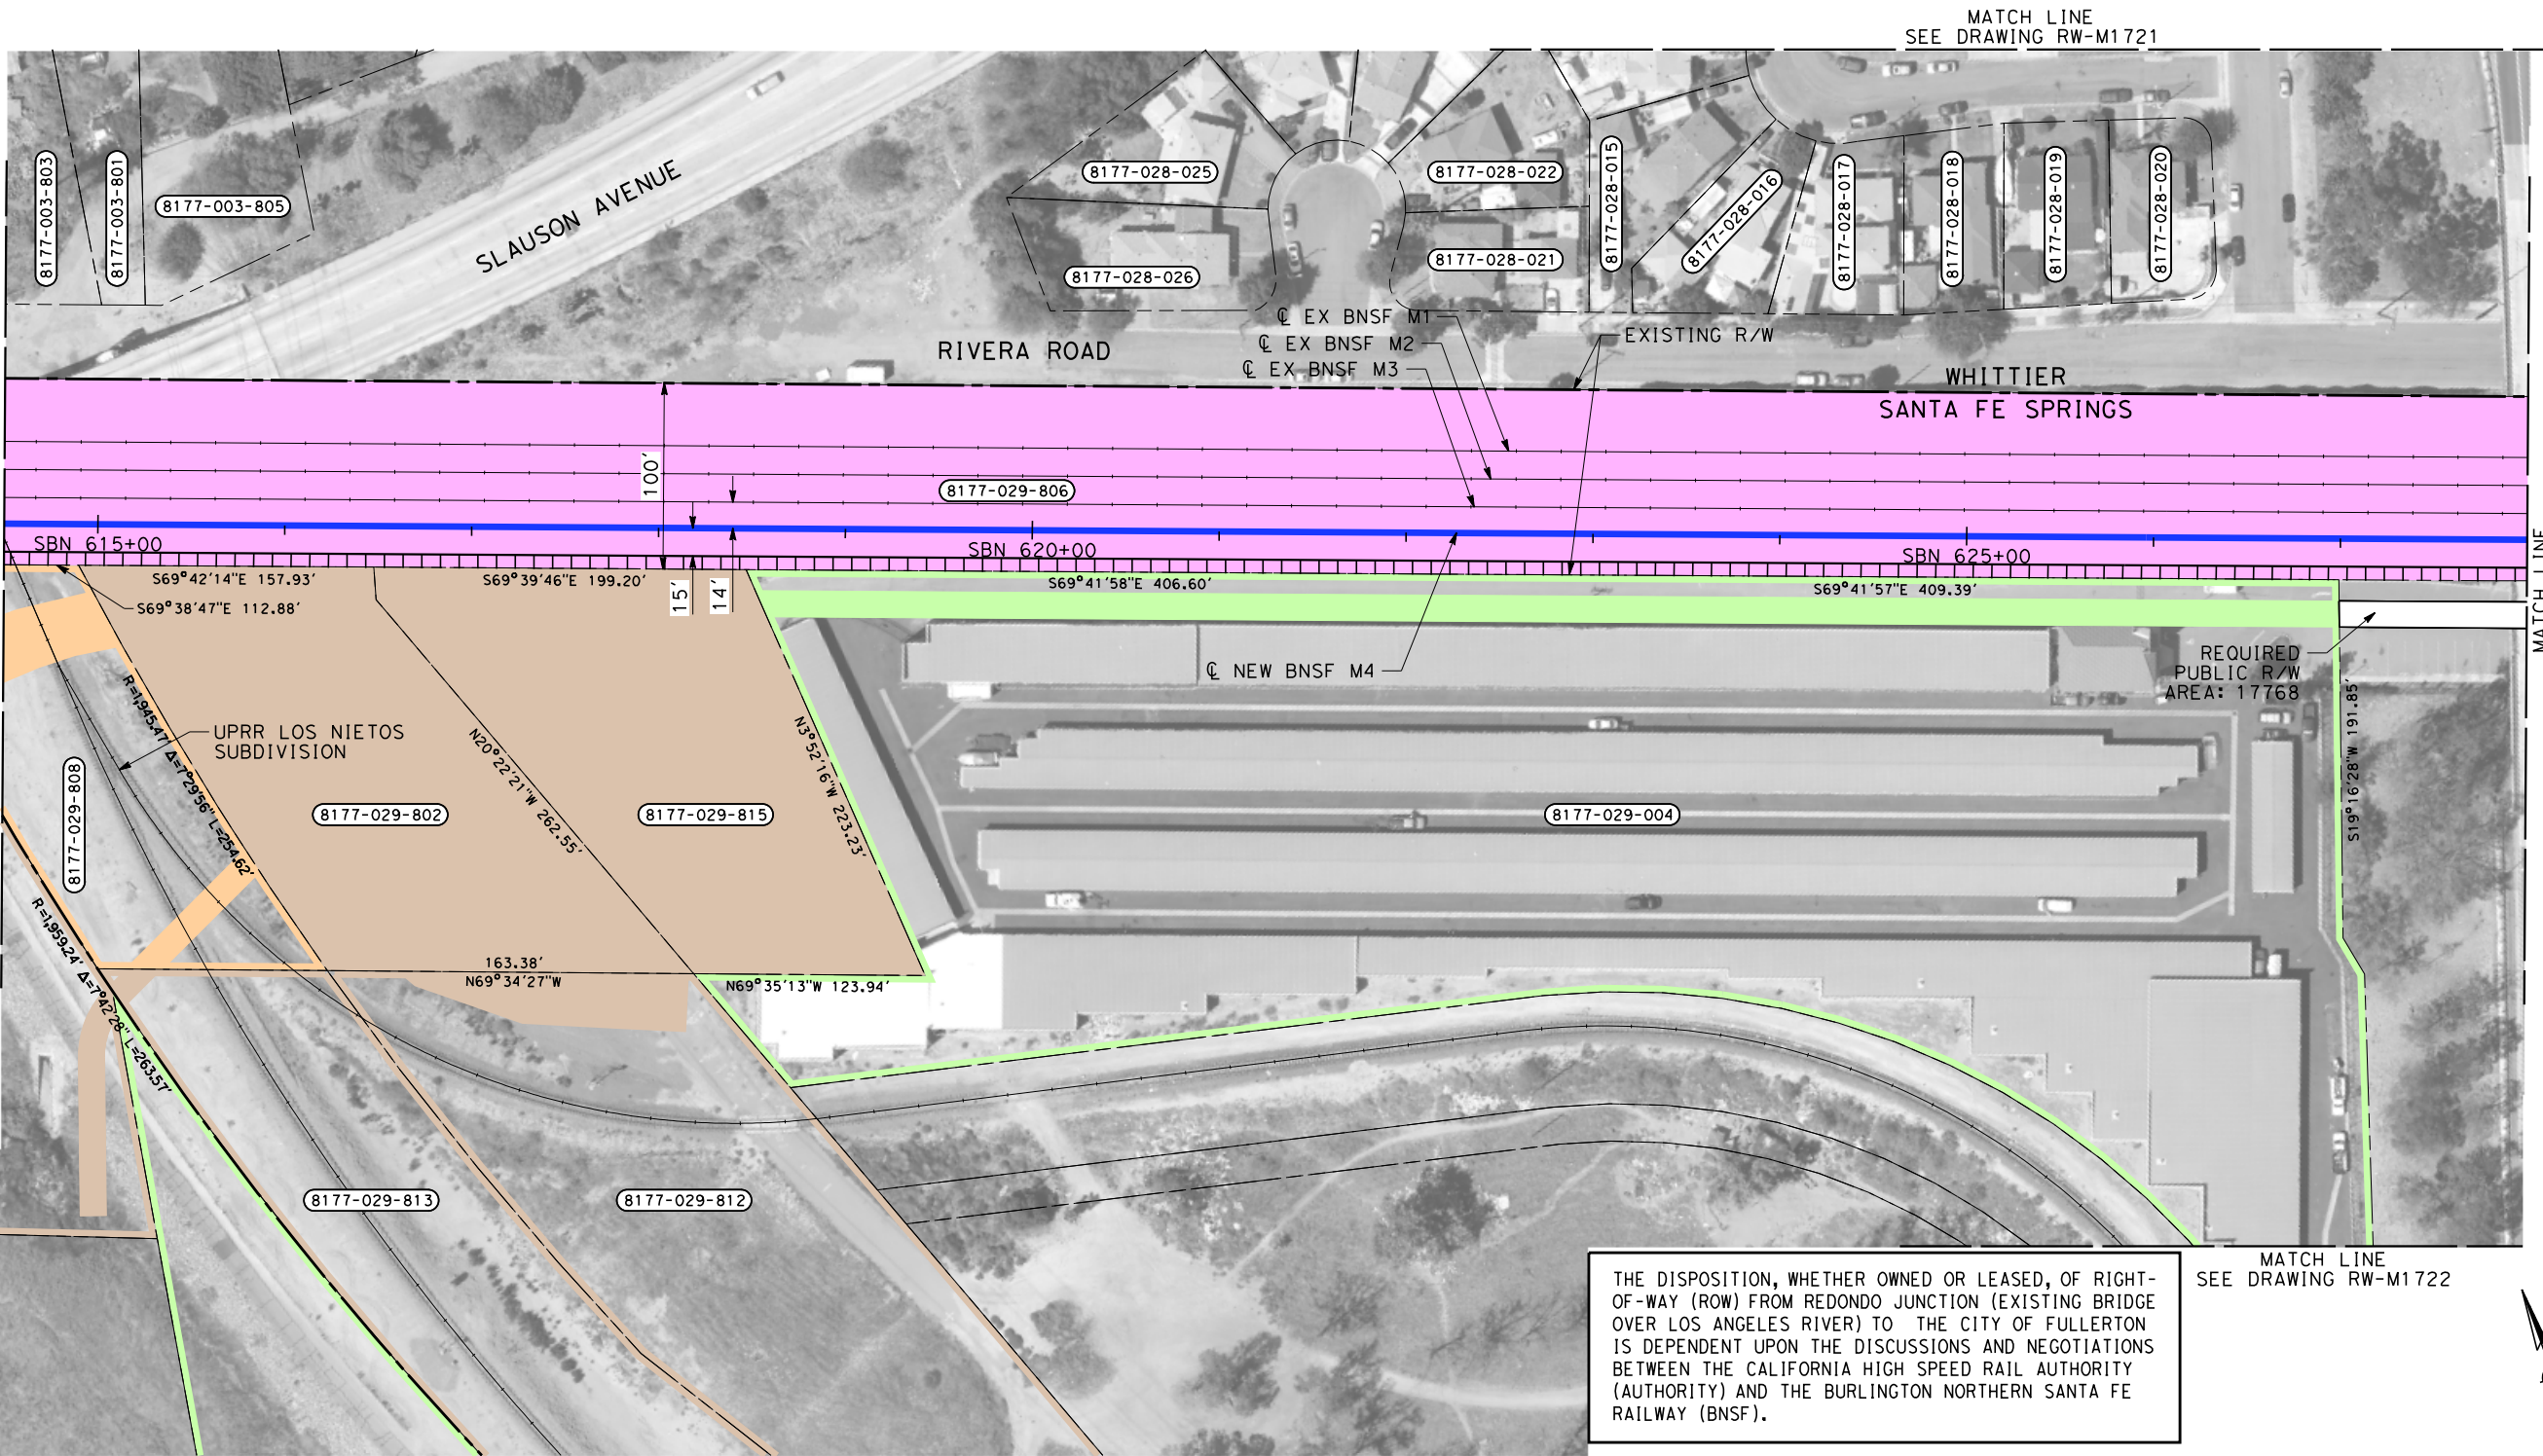 MATCH LINE
SEE DRAWING RW-M1721
8177-003-803
8177-003-801
8177-003-805
SLAUSON AVENUE
8177-028-025
8177-028-026
8177-028-022
8177-028-021
8177-028-015
8177-028-016
8177-028-017
8177-028-018
8177-028-019
8177-028-020
RIVERA ROAD
℄ EX BNSF M1
℄ EX BNSF M2
℄ EX BNSF M3
EXISTING R/W
WHITTIER
SANTA FE SPRINGS
100'
8177-029-806
SBN 615+00
SBN 620+00
SBN 625+00
MATCH LINE
S69°42'14"E 157.93'
S69°39'46"E 199.20'
15'
14'
S69°41'58"E 406.60'
S69°41'57"E 409.39'
S69°38'47"E 112.88'
℄ NEW BNSF M4
REQUIRED
PUBLIC R/W
AREA: 17768
UPRR LOS NIETOS
SUBDIVISION
R=1,945.47' Δ=7°29'56" L=254.62'
N20°22'21"W 262.55'
N3°52'16"W 223.23'
S19°16'28"W 191.85'
8177-029-808
8177-029-802
8177-029-815
8177-029-004
R=1,959.24' Δ=7°42'28" L=263.57'
163.38'
N69°34'27"W
N69°35'13"W 123.94'
8177-029-813
8177-029-812
MATCH LINE
SEE DRAWING RW-M1722
THE DISPOSITION, WHETHER OWNED OR LEASED, OF RIGHT-
OF-WAY (ROW) FROM REDONDO JUNCTION (EXISTING BRIDGE
OVER LOS ANGELES RIVER) TO THE CITY OF FULLERTON
IS DEPENDENT UPON THE DISCUSSIONS AND NEGOTIATIONS
BETWEEN THE CALIFORNIA HIGH SPEED RAIL AUTHORITY
(AUTHORITY) AND THE BURLINGTON NORTHERN SANTA FE
RAILWAY (BNSF).